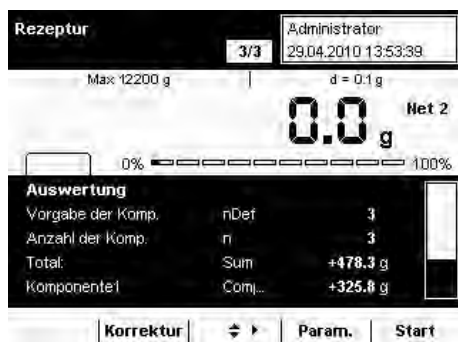 Rezeptur
3/3
Administrator
29.04.2010 13:53:39
Max 12200 g d = 0.1 g
0.0 g Net 2
0% 100%
Auswertung
Vorgabe der Komp. nDef 3
Anzahl der Komp. n 3
Total: Sum +478.3 g
Komponente1 Comj... +325.8 g
Korrektur Param. Start